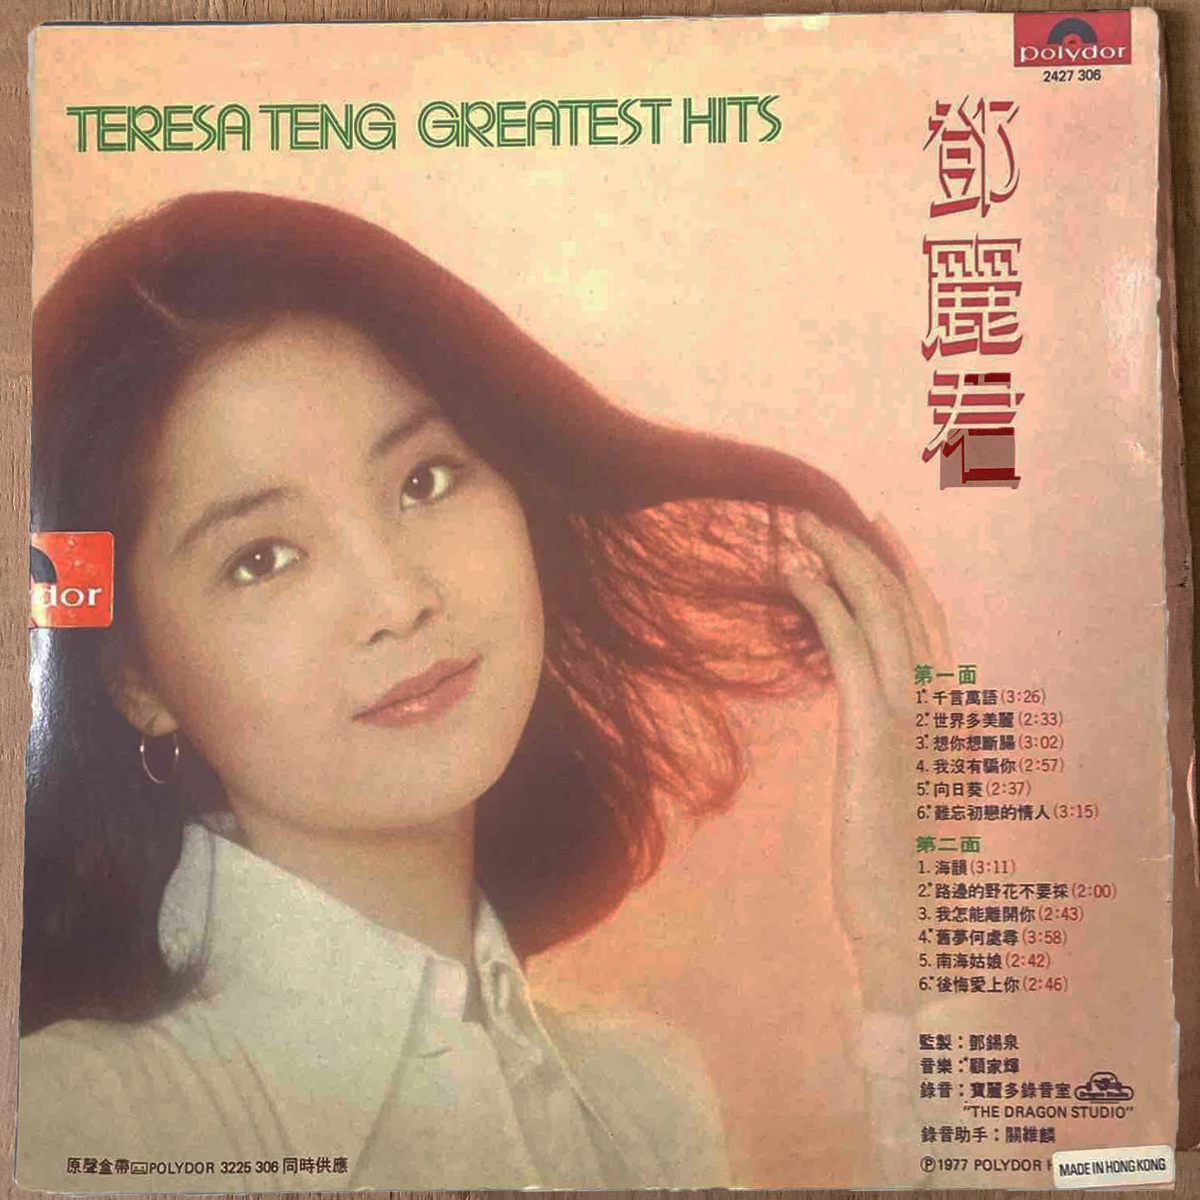 polydor
2427 306
TERESA TENG GREATEST HITS
鄧麗君
dor
第一面
1.* 千言萬語 (3:26)
2.* 世界多美麗 (2:33)
3.* 想你想斷腸 (3:02)
4. 我沒有騙你 (2:57)
5.* 向日葵 (2:37)
6.* 難忘初戀的情人 (3:15)
第二面
1. 海韻 (3:11)
2.* 路邊的野花不要採 (2:00)
3. 我怎能離開你 (2:43)
4.* 舊夢何處尋 (3:58)
5. 南海姑娘 (2:42)
6.* 後悔愛上你 (2:46)
監製：鄧錫泉
音樂：*顧家輝
錄音：寶麗多錄音室 Dragon Studio
"THE DRAGON STUDIO"
錄音助手：關維麟
原聲盒帶 POLYDOR 3225 306 同時供應
Ⓟ1977 POLYDOR
MADE IN HONG KONG